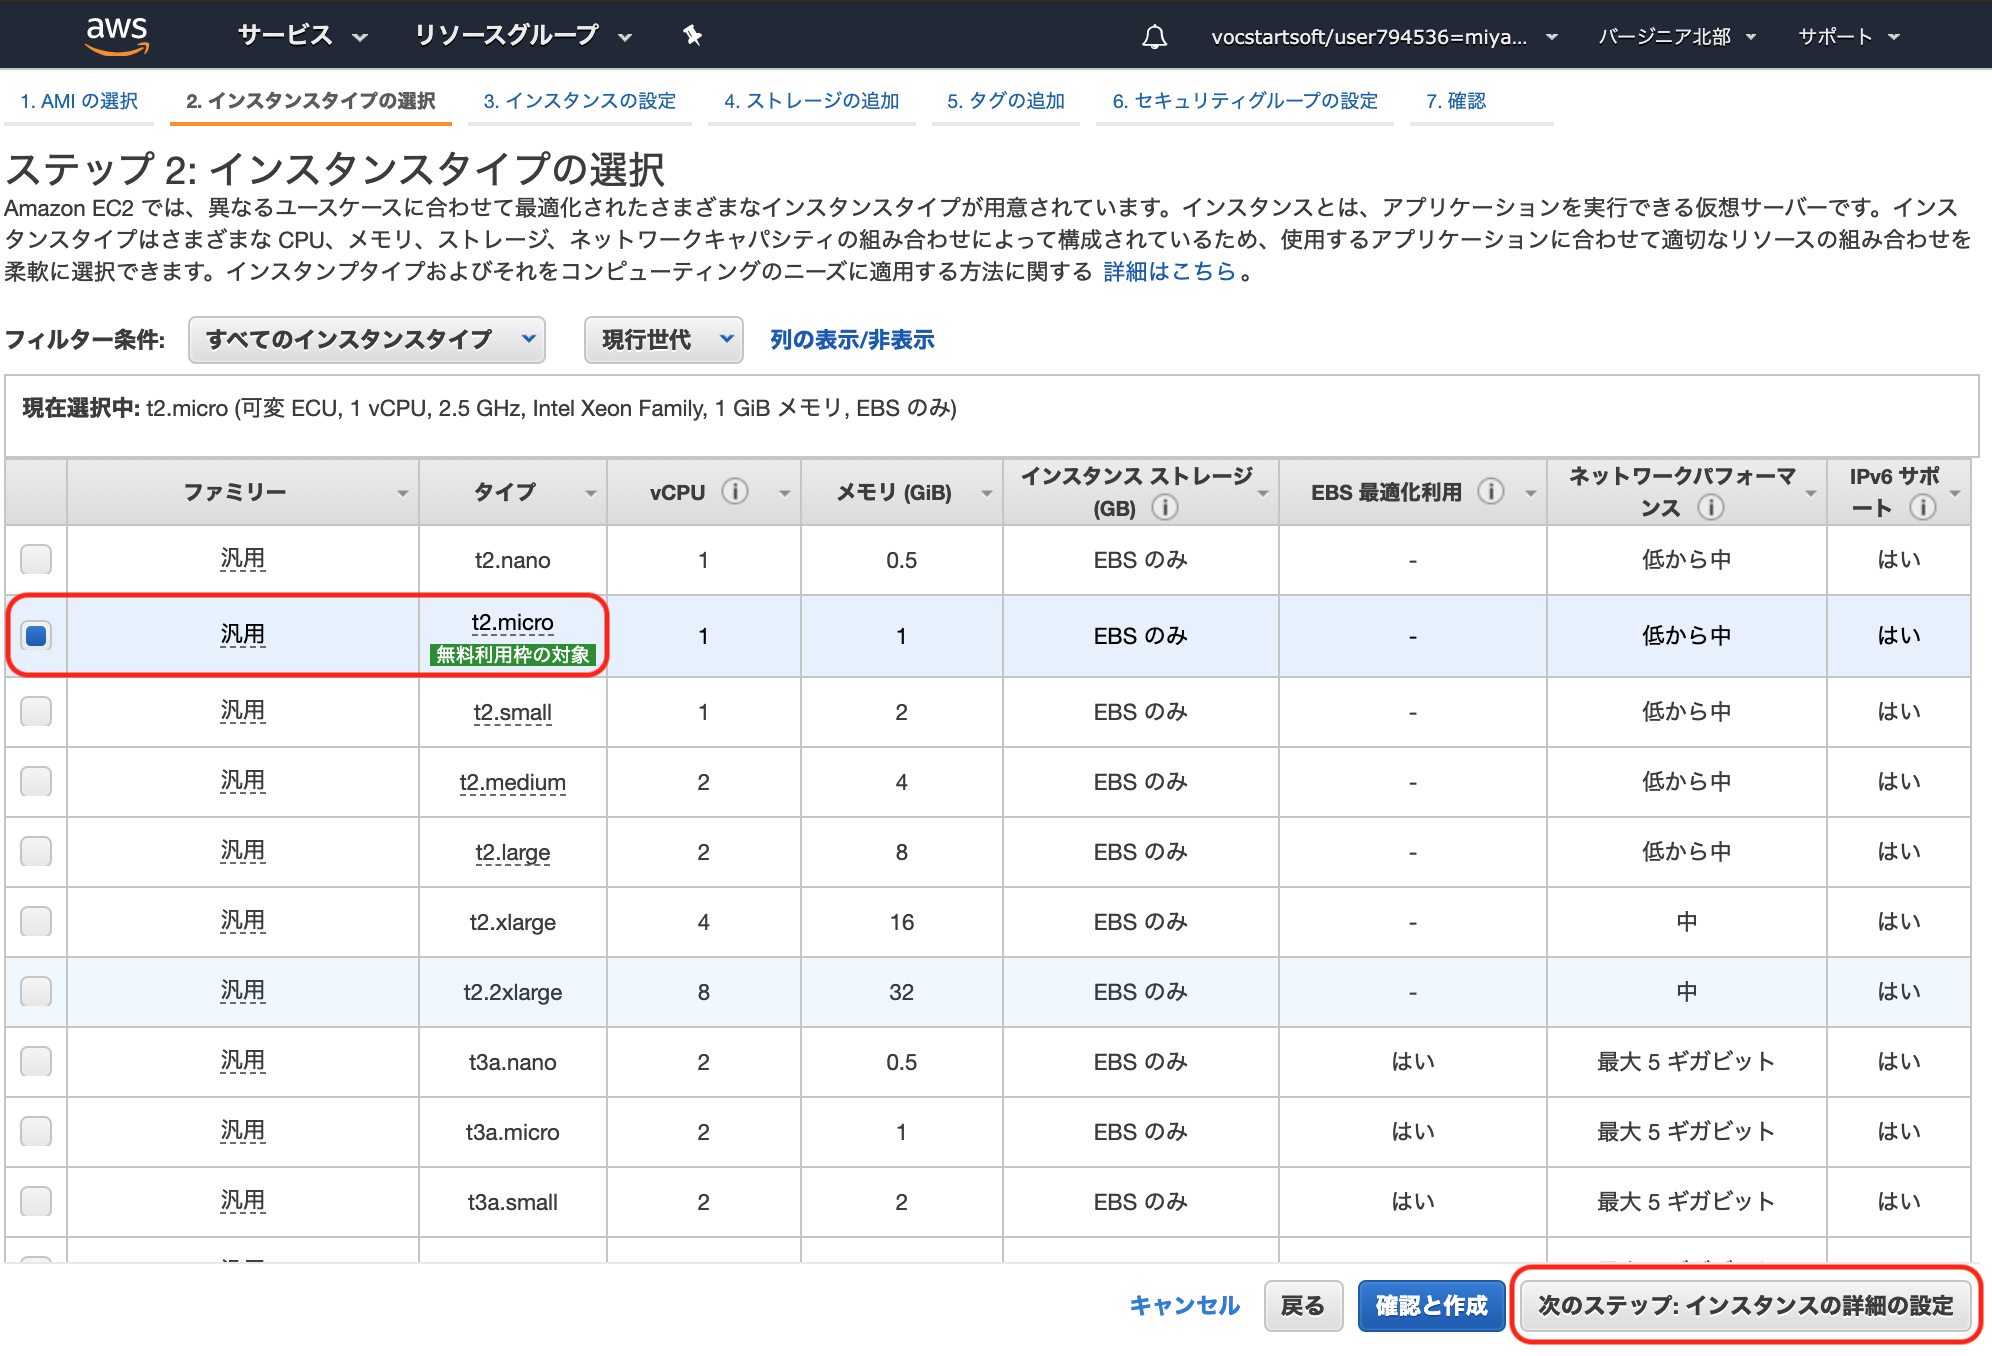 aws サービス リソースグループ vocstartsoft/user794536=miya... バージニア北部 サポート
1. AMI の選択 2. インスタンスタイプの選択 3. インスタンスの設定 4. ストレージの追加 5. タグの追加 6. セキュリティグループの設定 7. 確認
ステップ 2: インスタンスタイプの選択
Amazon EC2 では、異なるユースケースに合わせて最適化されたさまざまなインスタンスタイプが用意されています。インスタンスとは、アプリケーションを実行できる仮想サーバーです。インス
タンスタイプはさまざまな CPU、メモリ、ストレージ、ネットワークキャパシティの組み合わせによって構成されているため、使用するアプリケーションに合わせて適切なリソースの組み合わせを
柔軟に選択できます。インスタンプタイプおよびそれをコンピューティングのニーズに適用する方法に関する 詳細はこちら。
フィルター条件: すべてのインスタンスタイプ 現行世代 列の表示/非表示
現在選択中: t2.micro (可変 ECU, 1 vCPU, 2.5 GHz, Intel Xeon Family, 1 GiB メモリ, EBS のみ)
ファミリー タイプ vCPU i メモリ (GiB) インスタンス ストレージ (GB) i EBS 最適化利用 i ネットワークパフォーマンス i IPv6 サポート i
汎用 t2.nano 1 0.5 EBS のみ - 低から中 はい
汎用 t2.micro 無料利用枠の対象 1 1 EBS のみ - 低から中 はい
汎用 t2.small 1 2 EBS のみ - 低から中 はい
汎用 t2.medium 2 4 EBS のみ - 低から中 はい
汎用 t2.large 2 8 EBS のみ - 低から中 はい
汎用 t2.xlarge 4 16 EBS のみ - 中 はい
汎用 t2.2xlarge 8 32 EBS のみ - 中 はい
汎用 t3a.nano 2 0.5 EBS のみ はい 最大 5 ギガビット はい
汎用 t3a.micro 2 1 EBS のみ はい 最大 5 ギガビット はい
汎用 t3a.small 2 2 EBS のみ はい 最大 5 ギガビット はい
キャンセル 戻る 確認と作成 次のステップ: インスタンスの詳細の設定